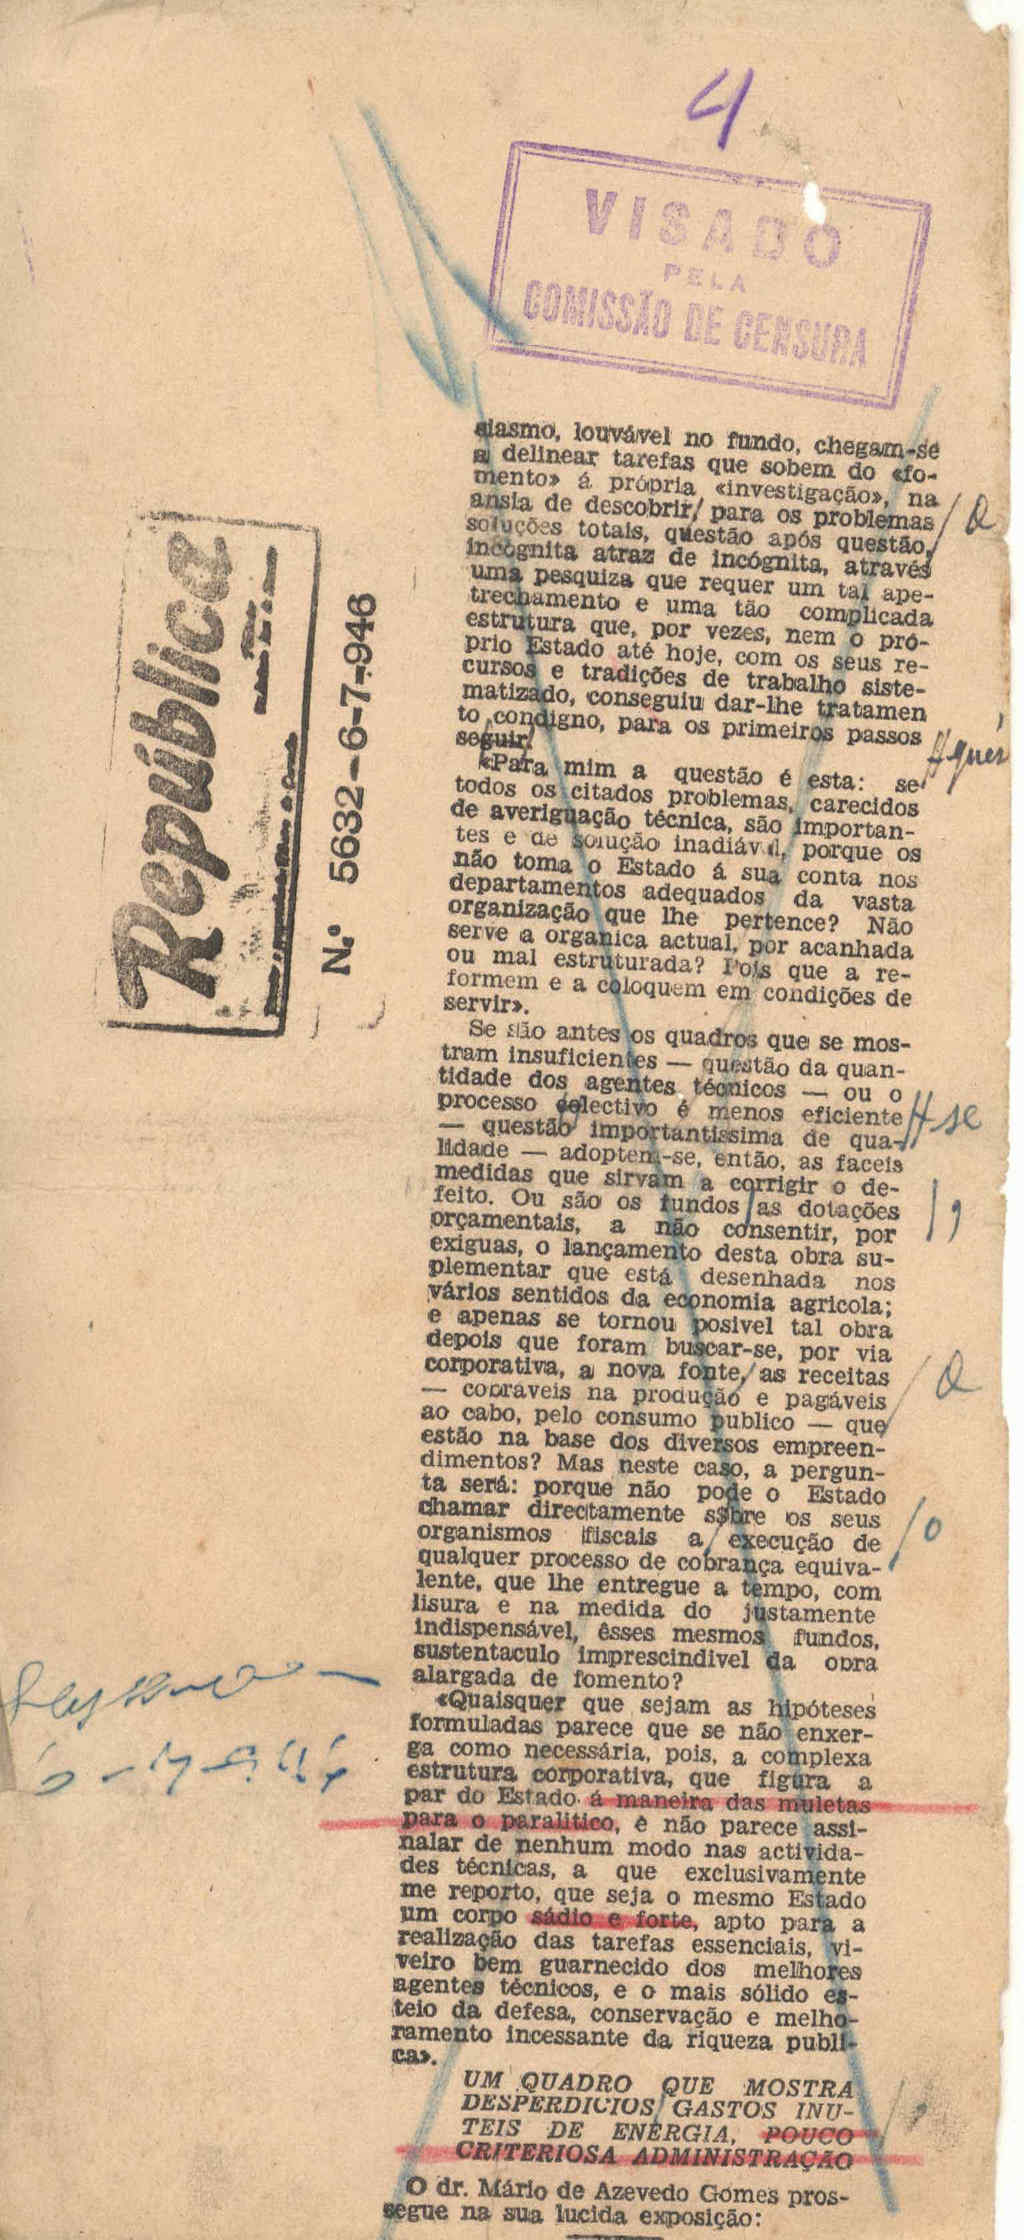 4
VISADO
PELA
COMISSÃO DE CENSURA
República
N.º 5632-6-7-946
siasmo, louvável no fundo, chegam-se
a delinear tarefas que sobem do «fo-
mento» á própria «investigação», na
ansia de descobrir/ para os problemas
soluções totais, questão após questão,
incógnita atraz de incógnita, através
uma pesquiza que requer um tal ape-
trechamento e uma tão complicada
estrutura que, por vezes, nem o pró-
prio Estado até hoje, com os seus re-
cursos e tradições de trabalho siste-
matizado, conseguiu dar-lhe tratamen
to condigno, para os primeiros passos
seguir/
«Para mim a questão é esta: se
todos os citados problemas, carecidos
de averiguação técnica, são importan-
tes e de solução inadiável, porque os
não toma o Estado á sua conta nos
departamentos adequados da vasta
organização que lhe pertence? Não
serve a organica actual, por acanhada
ou mal estruturada? Pois que a re-
formem e a coloquem em condições de
servir».
Se são antes os quadros que se mos-
tram insuficientes — questão da quan-
tidade dos agentes técnicos — ou o
processo selectivo é menos eficiente
— questão importantissima de qua-
lidade — adoptem-se, então, as faceis
medidas que sirvam a corrigir o de-
feito. Ou são os fundos/as dotações
orçamentais, a não consentir, por
exiguas, o lançamento desta obra su-
plementar que está desenhada nos
vários sentidos da economia agricola;
e apenas se tornou posivel tal obra
depois que foram buscar-se, por via
corporativa, a nova fonte/as receitas
— cobraveis na produção e pagáveis
ao cabo, pelo consumo publico — que
estão na base dos diversos empreen-
dimentos? Mas neste caso, a pergun-
ta será: porque não pode o Estado
chamar directamente s$bre os seus
organismos fiscais a/ execução de
qualquer processo de cobrança equiva-
lente, que lhe entregue a tempo, com
lisura e na medida do justamente
indispensável, êsses mesmos fundos,
sustentaculo imprescindivel da obra
alargada de fomento?
«Quaisquer que sejam as hipóteses
formuladas parece que se não enxer-
ga como necessária, pois, a complexa
estrutura corporativa, que figura a
par do Estado á maneira das muletas
para o paralitico, e não parece assi-
nalar de nenhum modo nas activida-
des técnicas, a que exclusivamente
me reporto, que seja o mesmo Estado
um corpo sádio e forte, apto para a
realização das tarefas essenciais, vi-
veiro bem guarnecido dos melhores
agentes técnicos, e o mais sólido es-
teio da defesa, conservação e melho-
ramento incessante da riqueza publi-
ca».
UM QUADRO QUE MOSTRA
DESPERDICIOS/ GASTOS INU-
TEIS DE ENERGIA, POUCO
CRITERIOSA ADMINISTRAÇÃO
O dr. Mário de Azevedo Gomes pros-
segue na sua lucida exposição:
/ se
/ ,
/ o